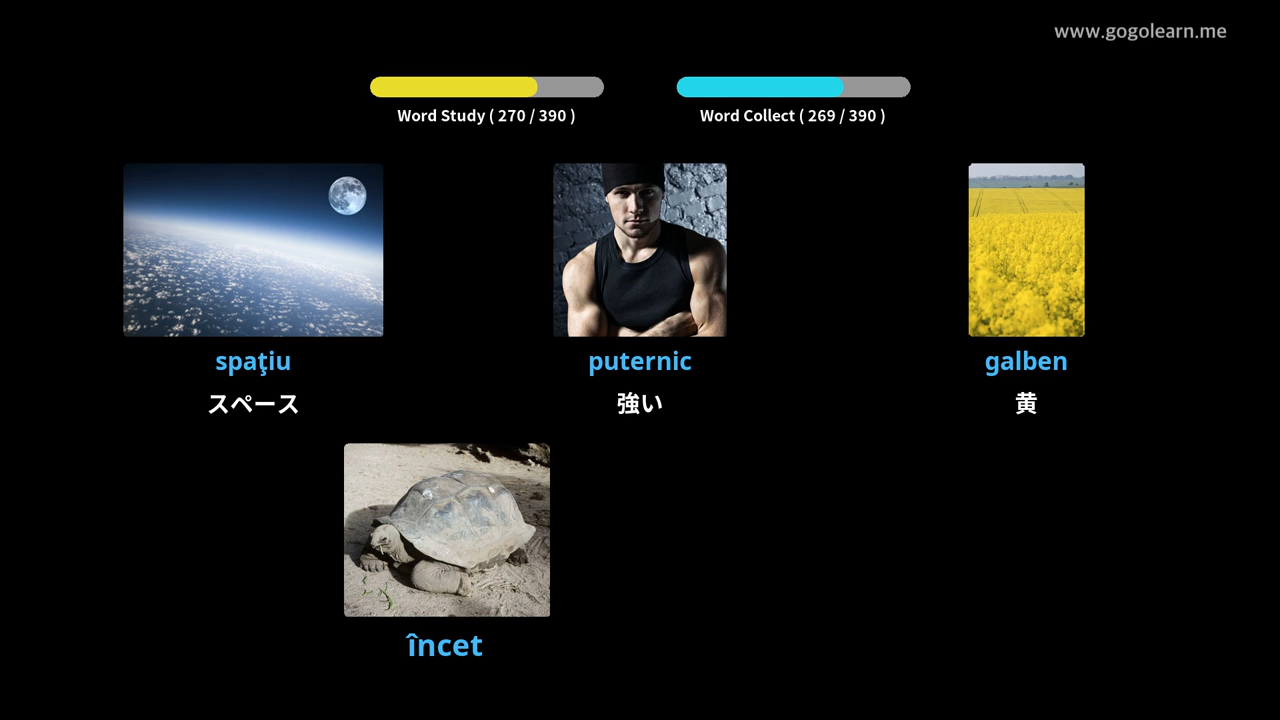 www.gogolearn.me
Word Study ( 270 / 390 )
Word Collect ( 269 / 390 )
spaţiu
puternic
galben
スペース
強い
黄
încet